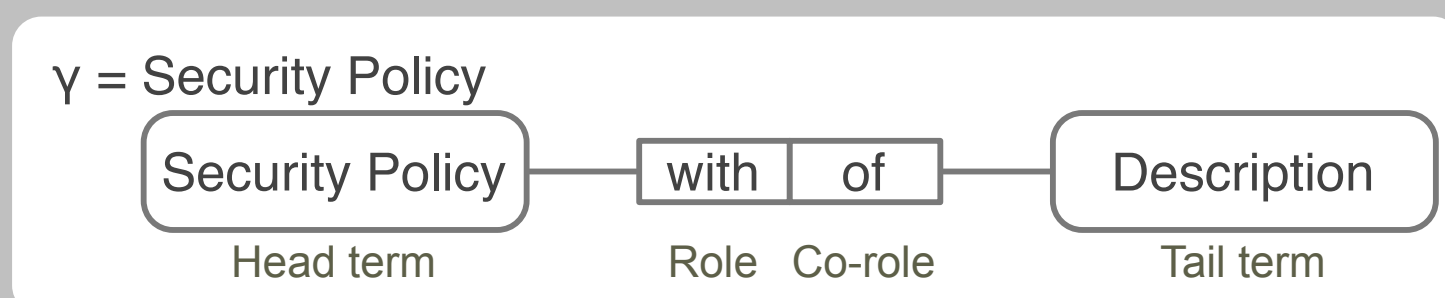 γ = Security Policy
Security Policy with of Description
Head term Role Co-role Tail term